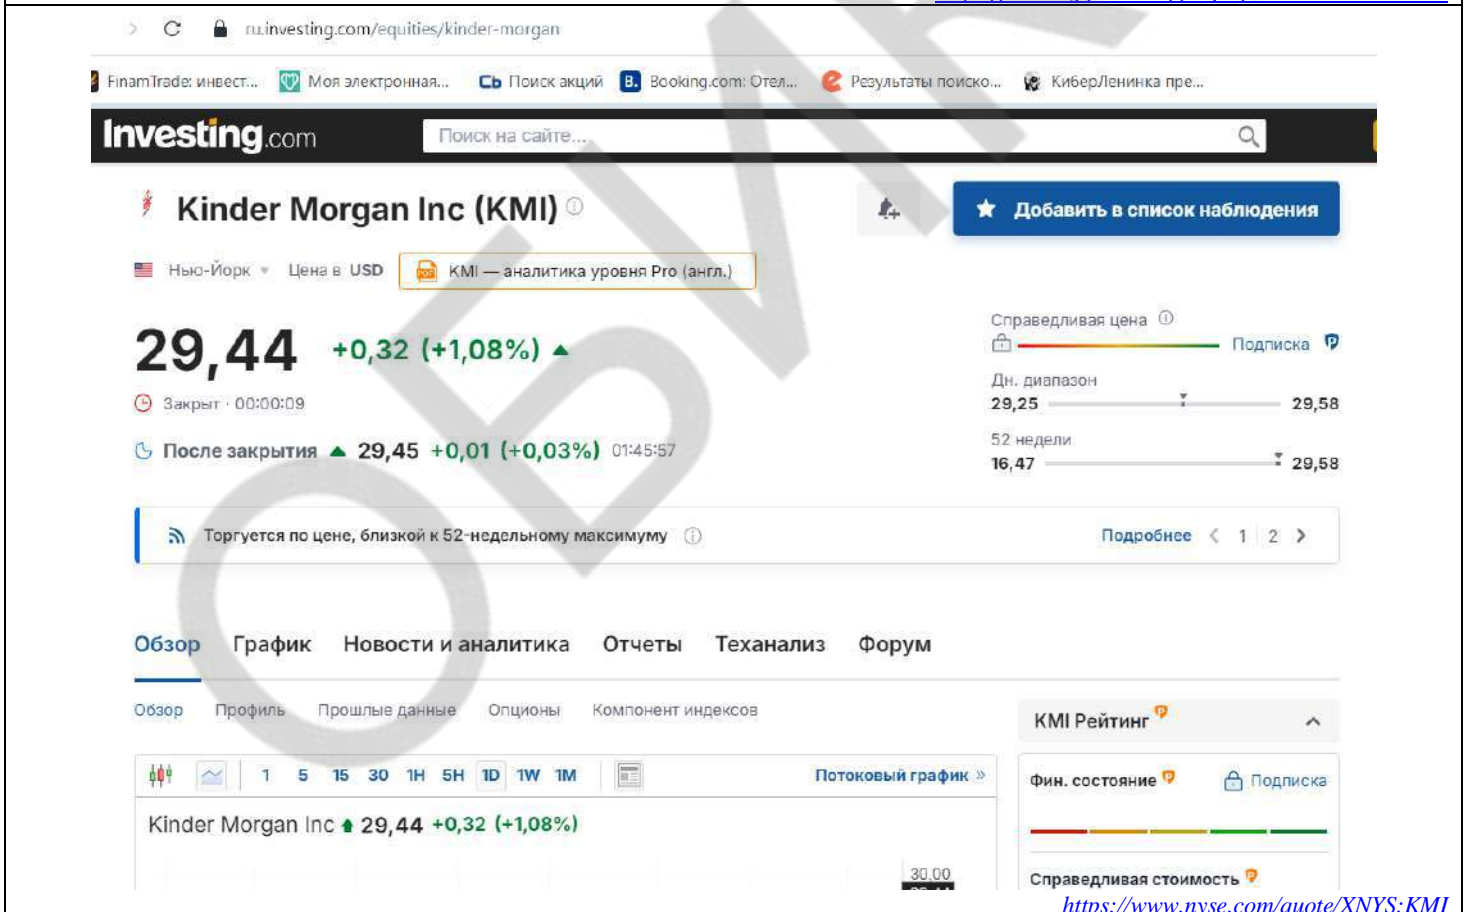 ru.investing.com/equities/kinder-morgan
FinamTrade: инвест... Моя электронная... Сb Поиск акций B. Booking.com: Отел... Результаты поиско... КиберЛенинка пре...
Investing.com Поиск на сайте...
Kinder Morgan Inc (KMI)
Добавить в список наблюдения
Нью-Йорк Цена в USD KMI — аналитика уровня Pro (англ.)
29,44 +0,32 (+1,08%)
Закрыт · 00:00:09
После закрытия 29,45 +0,01 (+0,03%) 01:45:57
Справедливая цена
Подписка
Дн. диапазон
29,25 29,58
52 недели
16,47 29,58
Торгуется по цене, близкой к 52-недельному максимуму Подробнее 1 2
Обзор График Новости и аналитика Отчеты Теханализ Форум
Обзор Профиль Прошлые данные Опционы Компонент индексов
1 5 15 30 1H 5H 1D 1W 1M Потоковый график »
Kinder Morgan Inc 29,44 +0,32 (+1,08%)
30,00
KMI Рейтинг
Фин. состояние Подписка
Справедливая стоимость
https://www.nyse.com/quote/XNYS:KMI
ОБИК